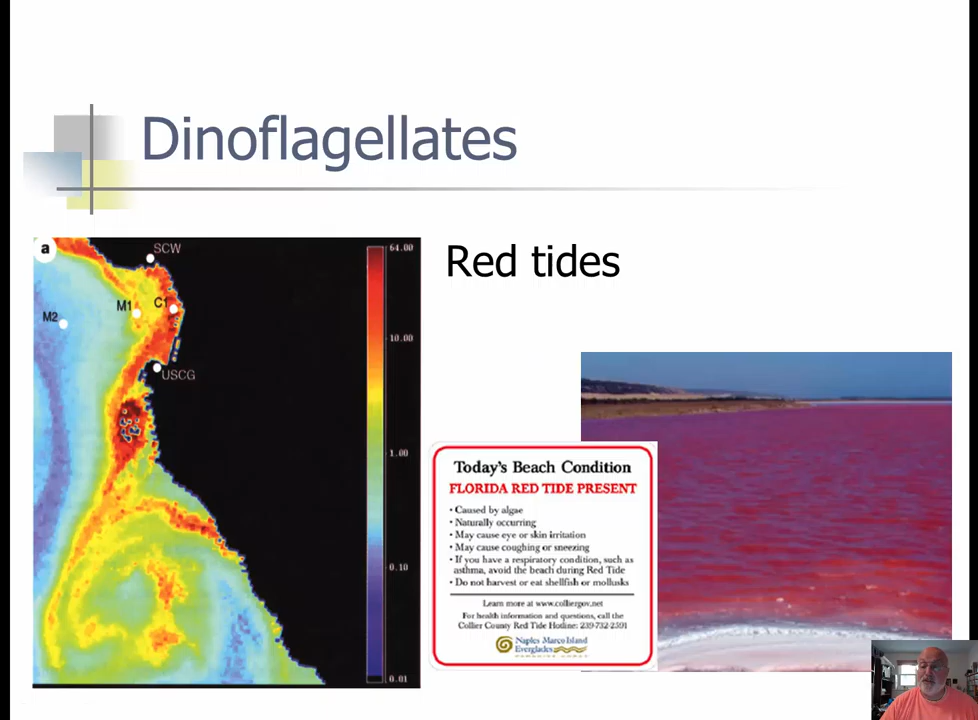 Dinoflagellates
a
SCW
M1
C1
M2
USCG
64.00
10.00
1.00
0.10
0.01
Red tides
Today's Beach Condition
FLORIDA RED TIDE PRESENT
• Caused by algae
• Naturally occurring
• May cause eye or skin irritation
• May cause coughing or sneezing
• If you have a respiratory condition, such as
asthma, avoid the beach during Red Tide
• Do not harvest or eat shellfish or mollusks
Learn more at www.colliergov.net
For health information and questions, call the
Collier County Red Tide Hotline: 239-732-2591
Naples Marco Island
Everglades